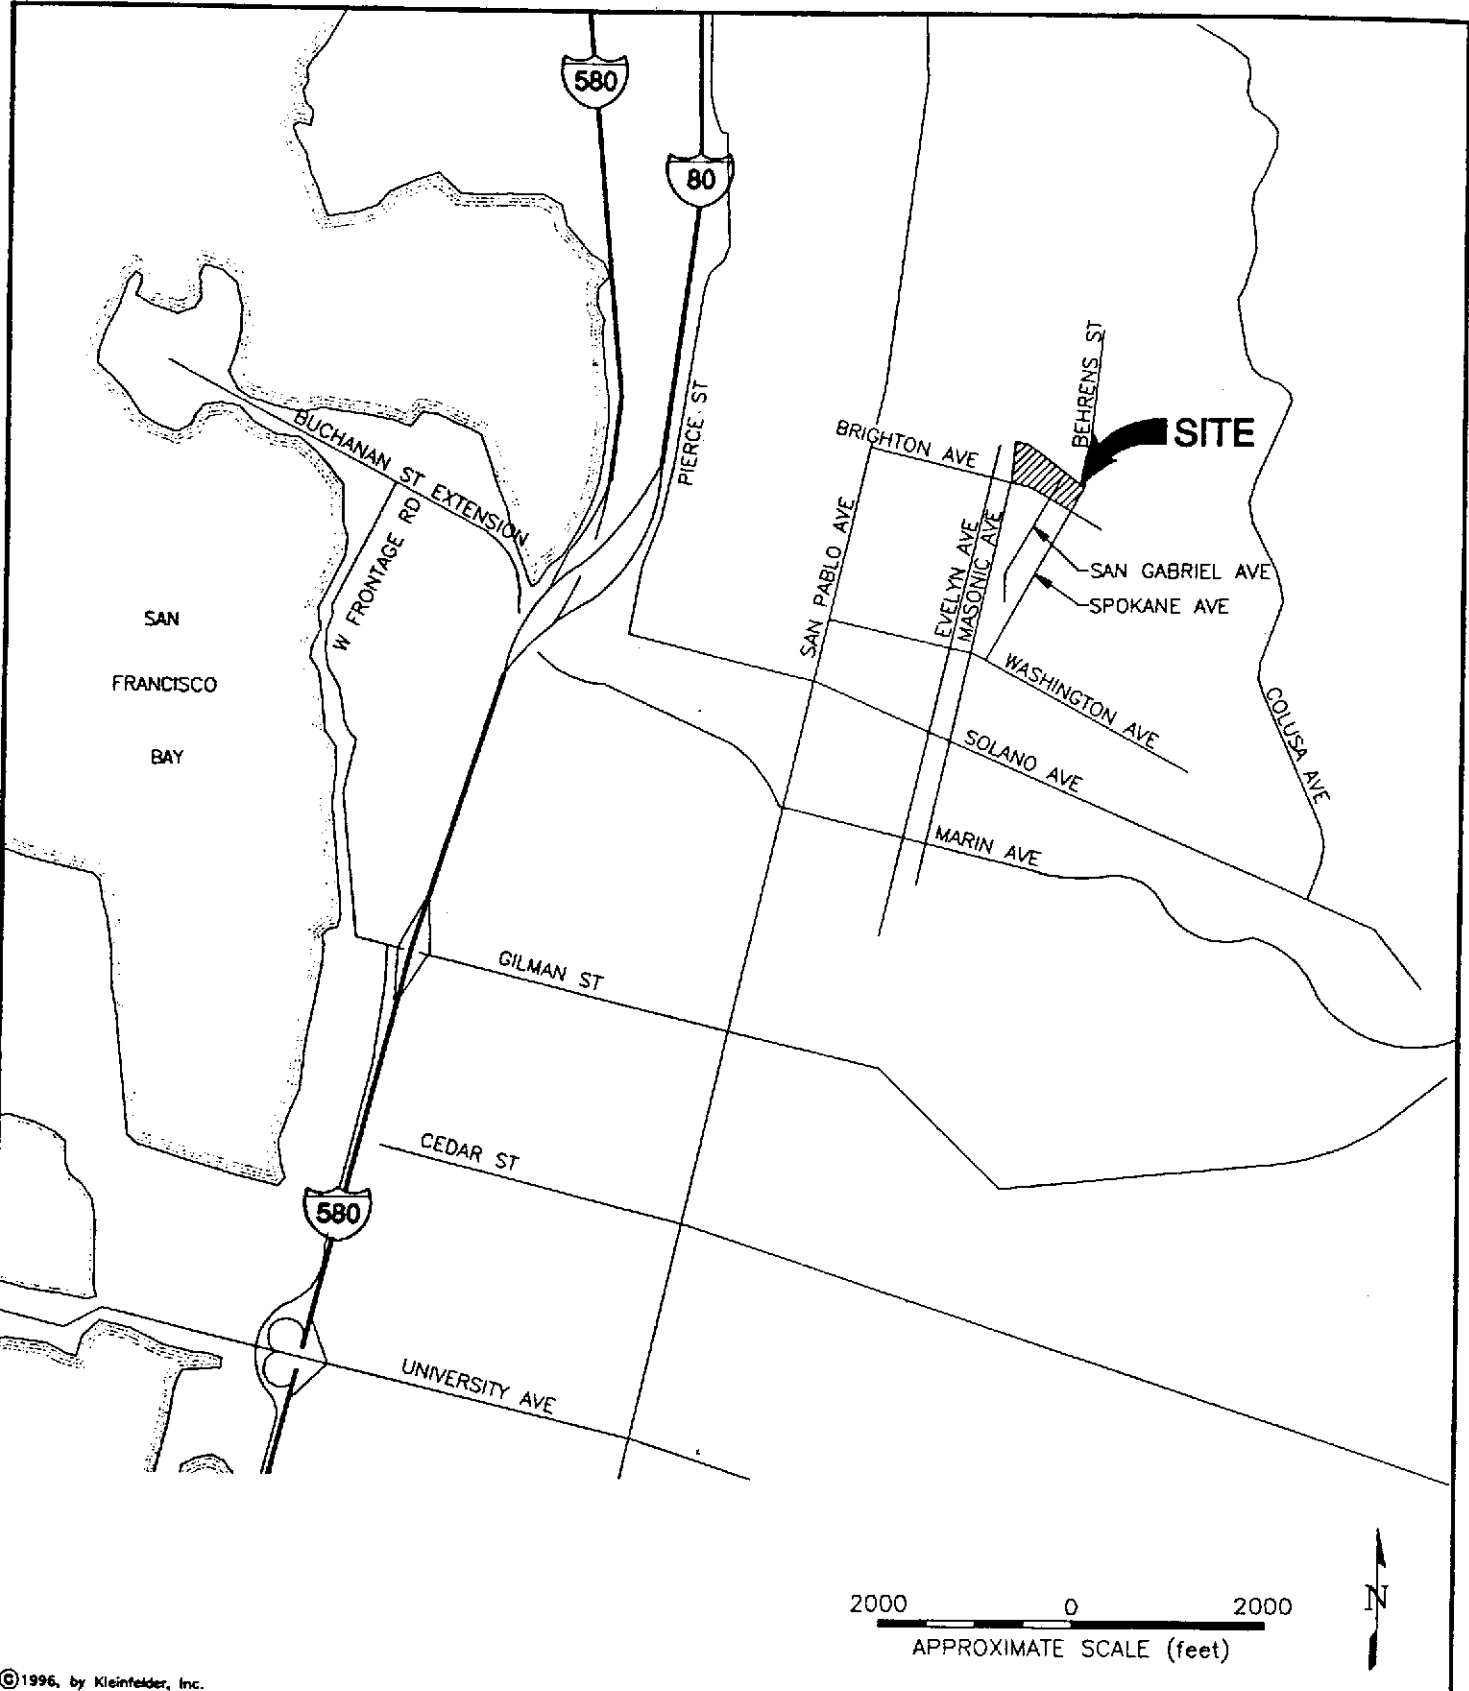 580
80
BEHRENS ST
SITE
PIERCE ST
BRIGHTON AVE
BUCHANAN ST EXTENSION
W FRONTAGE RD
SAN PABLO AVE
EVELYN AVE
MASONIC AVE
SAN GABRIEL AVE
SPOKANE AVE
SAN
FRANCISCO
BAY
WASHINGTON AVE
COLUSA AVE
SOLANO AVE
MARIN AVE
GILMAN ST
CEDAR ST
580
UNIVERSITY AVE
2000 0 2000
APPROXIMATE SCALE (feet)
N
©1996, by Kleinfelder, Inc.